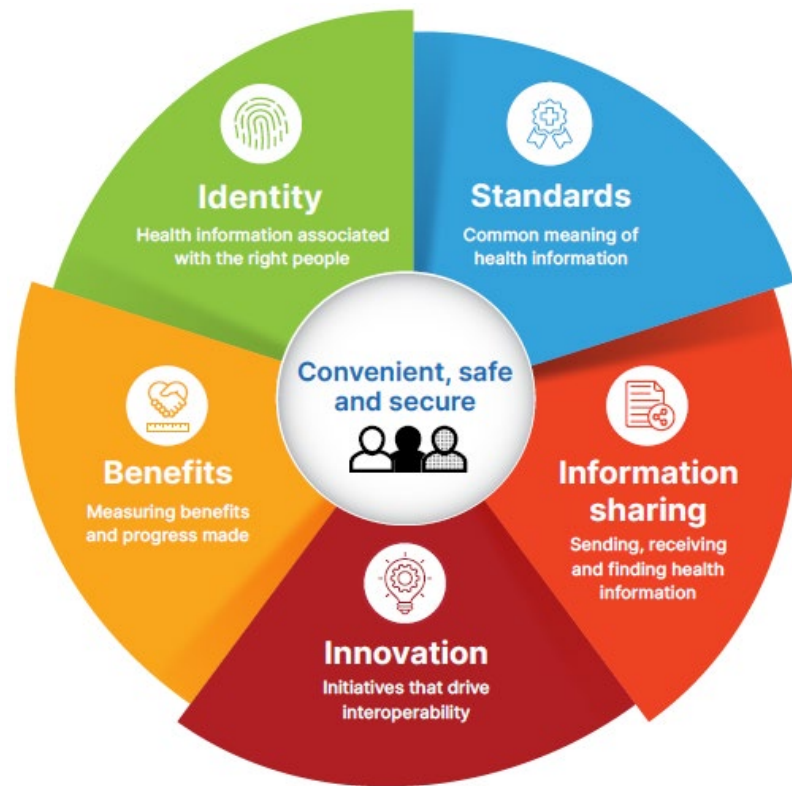 Identity
Health information associated
with the right people
Standards
Common meaning of
health information
Convenient, safe
and secure
Benefits
Measuring benefits
and progress made
Information
sharing
Sending, receiving
and finding health
information
Innovation
Initiatives that drive
interoperability